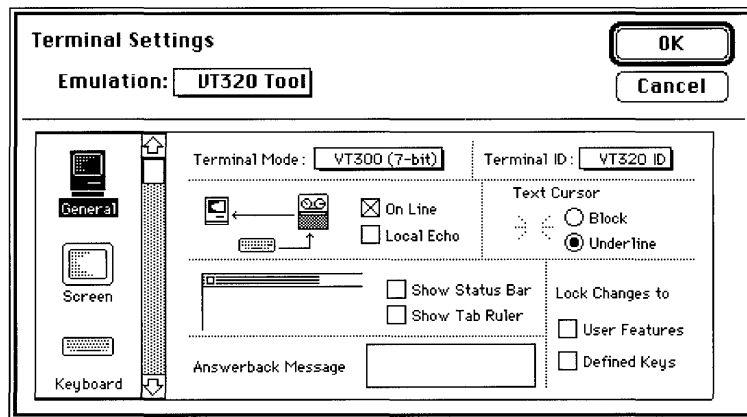 Terminal Settings
OK
Emulation: VT320 Tool
Cancel
General
Screen
Keyboard
Terminal Mode: VT300 (7-bit)
Terminal ID: VT320 ID
On Line
Local Echo
Text Cursor
Block
Underline
Show Status Bar
Show Tab Ruler
Lock Changes to
User Features
Defined Keys
Answerback Message